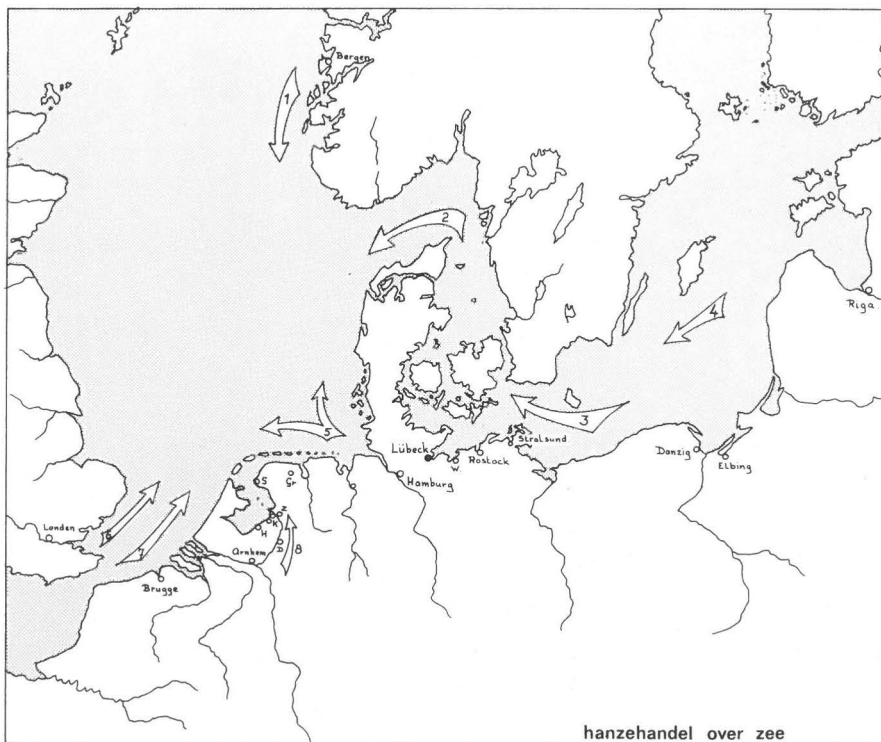 Bergen
1
2
Riga
4
3
5
Stralsund
Lübeck
Rostock
W
Danzig
Elbing
Hamburg
S
Gr
Z
K
H
D
8
Londen
6
7
Arnhem
Brugge
hanzehandel over zee